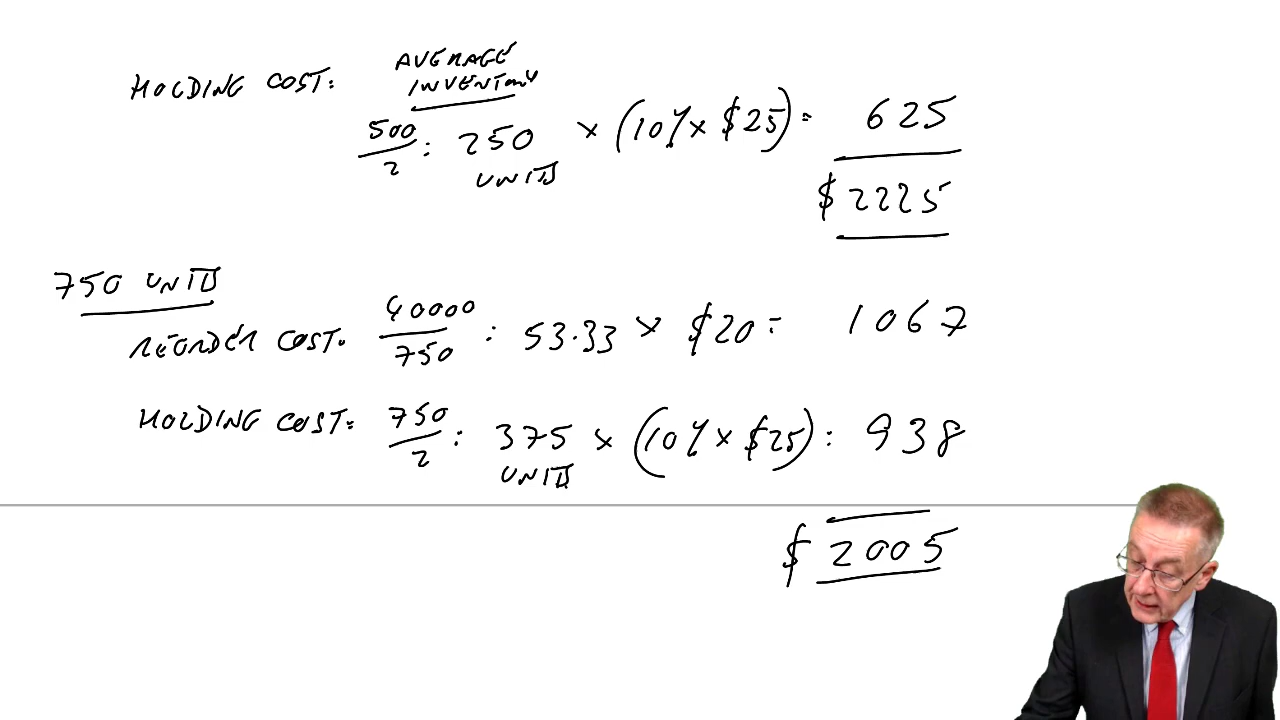 HOLDING COST: AVERAGE INVENTORY
500/2 : 250 UNITS × (10% × $25) = 625
$2225
750 UNITS
REORDER COST: 40000/750 : 53.33 × $20 = 1067
HOLDING COST: 750/2 : 375 UNITS × (10% × $25) : 938
$2005